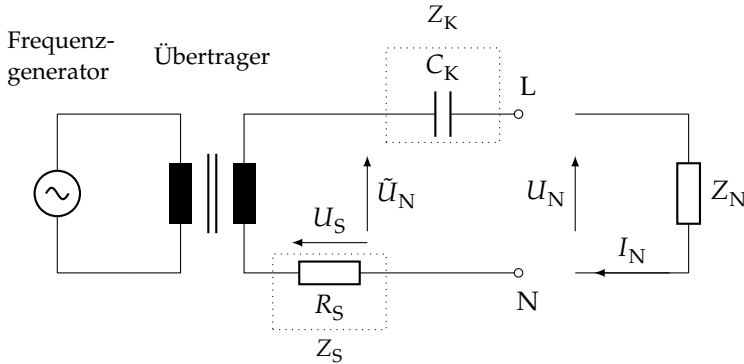 Frequenz-
generator
Übertrager
Z_K
C_K
L
U_S
Ũ_N
U_N
Z_N
I_N
R_S
Z_S
N